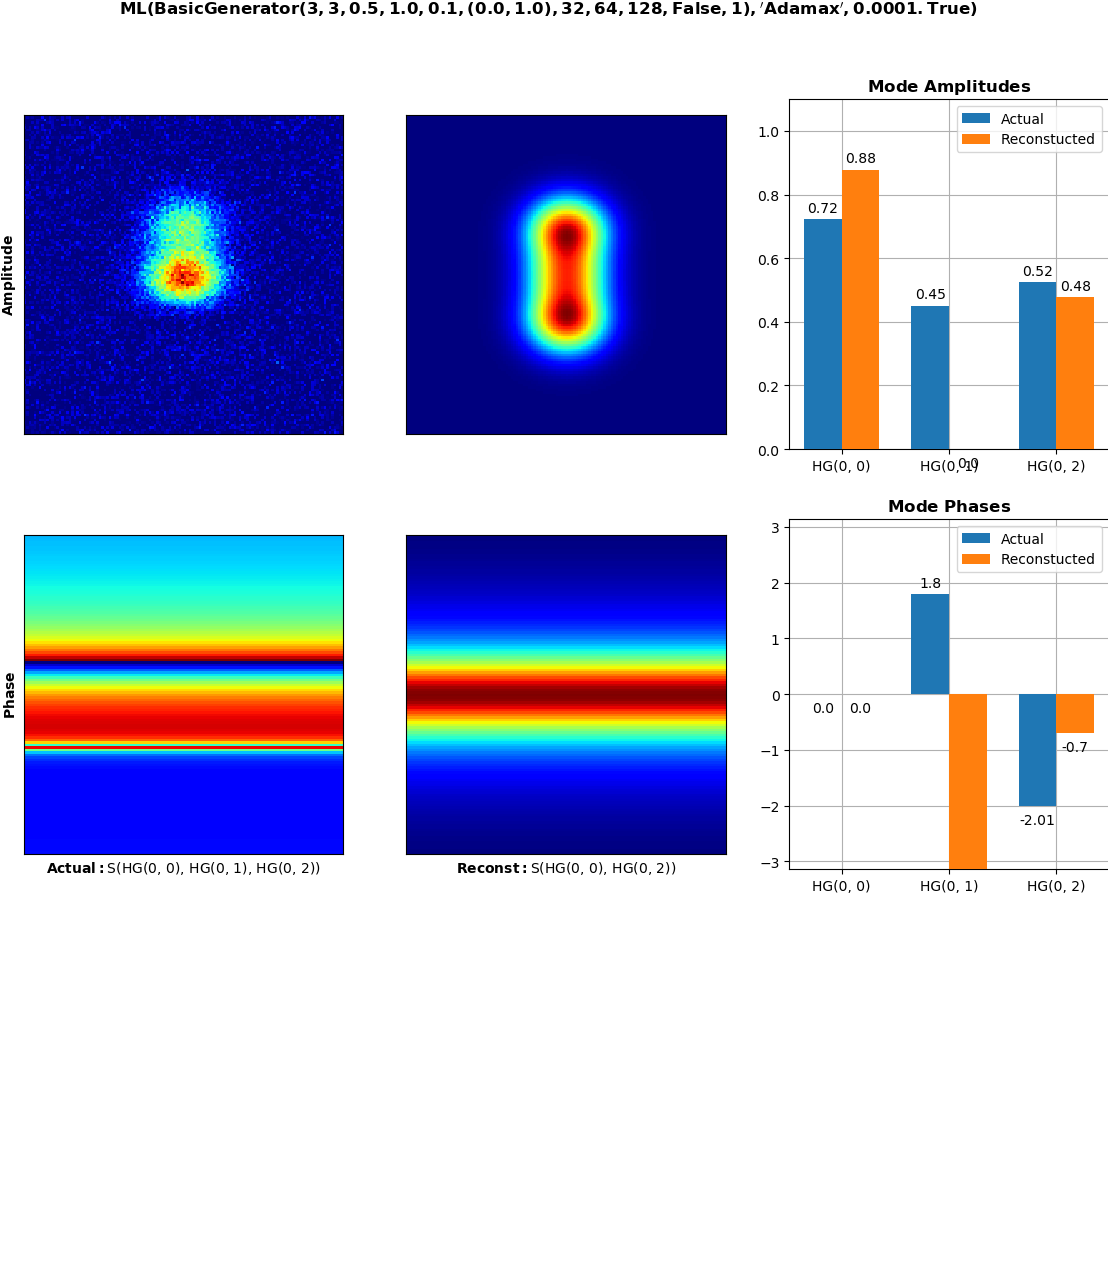 ML(BasicGenerator(3, 3, 0.5, 1.0, 0.1, (0.0, 1.0), 32, 64, 128, False, 1), 'Adamax', 0.0001. True)
Amplitude
Mode Amplitudes
Actual
Reconstucted
1.0
0.8
0.6
0.4
0.2
0.0
0.72
0.88
0.45
0.0
0.52
0.48
HG(0, 0)
HG(0, 1)
HG(0, 2)
Phase
Actual: S(HG(0, 0), HG(0, 1), HG(0, 2))
Reconst: S(HG(0, 0), HG(0, 2))
Mode Phases
Actual
Reconstucted
3
2
1
0
−1
−2
−3
0.0
0.0
1.8
-2.01
-0.7
HG(0, 0)
HG(0, 1)
HG(0, 2)